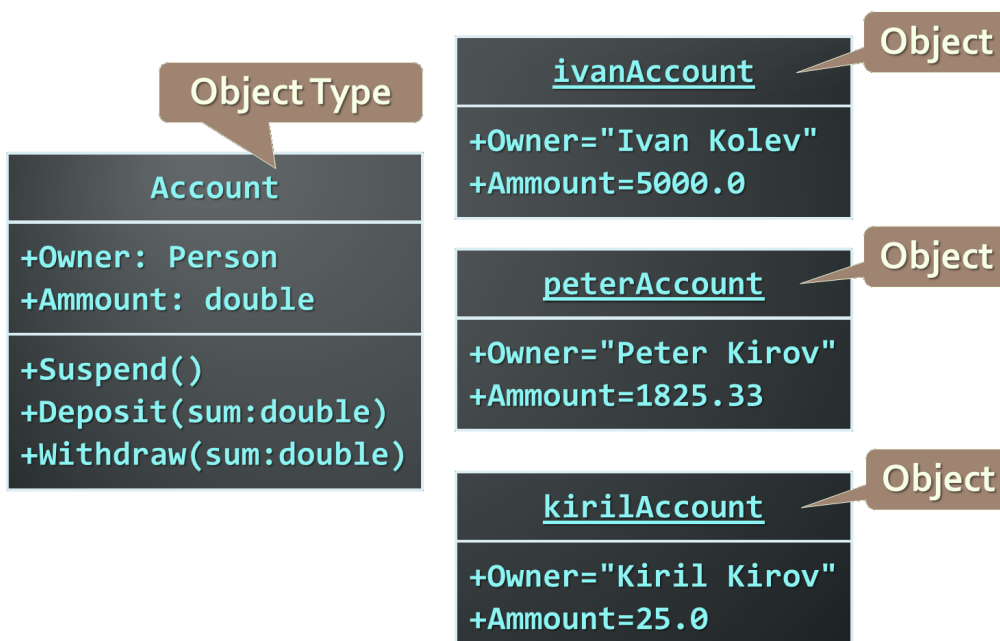 Object Type
Account
+Owner: Person
+Ammount: double
+Suspend()
+Deposit(sum:double)
+Withdraw(sum:double)
Object
ivanAccount
+Owner="Ivan Kolev"
+Ammount=5000.0
Object
peterAccount
+Owner="Peter Kirov"
+Ammount=1825.33
Object
kirilAccount
+Owner="Kiril Kirov"
+Ammount=25.0